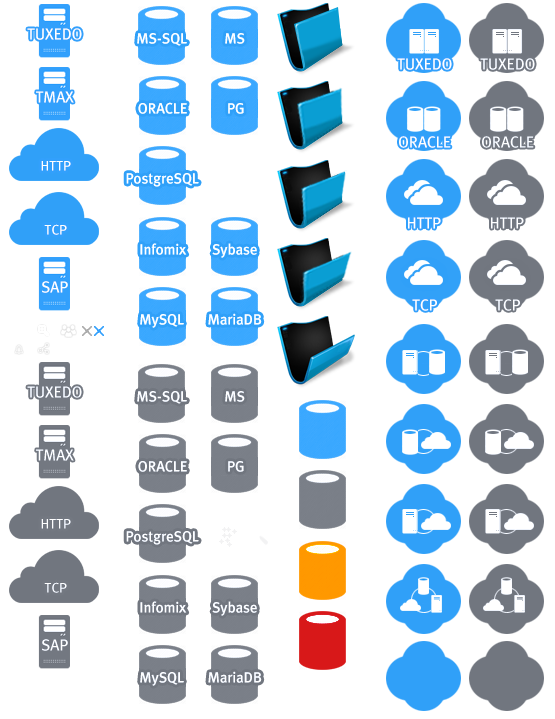 TUXEDO
TMAX
HTTP
TCP
SAP
TUXEDO
TMAX
HTTP
TCP
SAP
MS-SQL
MS
ORACLE
PG
PostgreSQL
Infomix
Sybase
MySQL
MariaDB
MS-SQL
MS
ORACLE
PG
PostgreSQL
Infomix
Sybase
MySQL
MariaDB
TUXEDO
TUXEDO
ORACLE
ORACLE
HTTP
HTTP
TCP
TCP